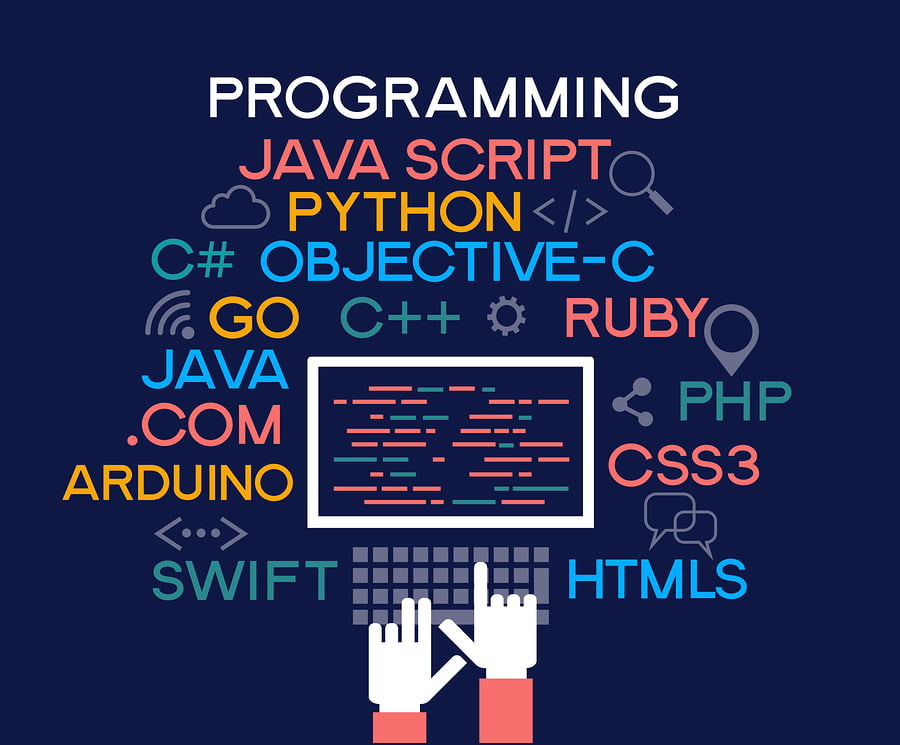 PROGRAMMING
JAVA SCRIPT
PYTHON </>
C# OBJECTIVE-C
GO C++ RUBY
JAVA
PHP
.COM
CSS3
ARDUINO
<...>
SWIFT HTMLS